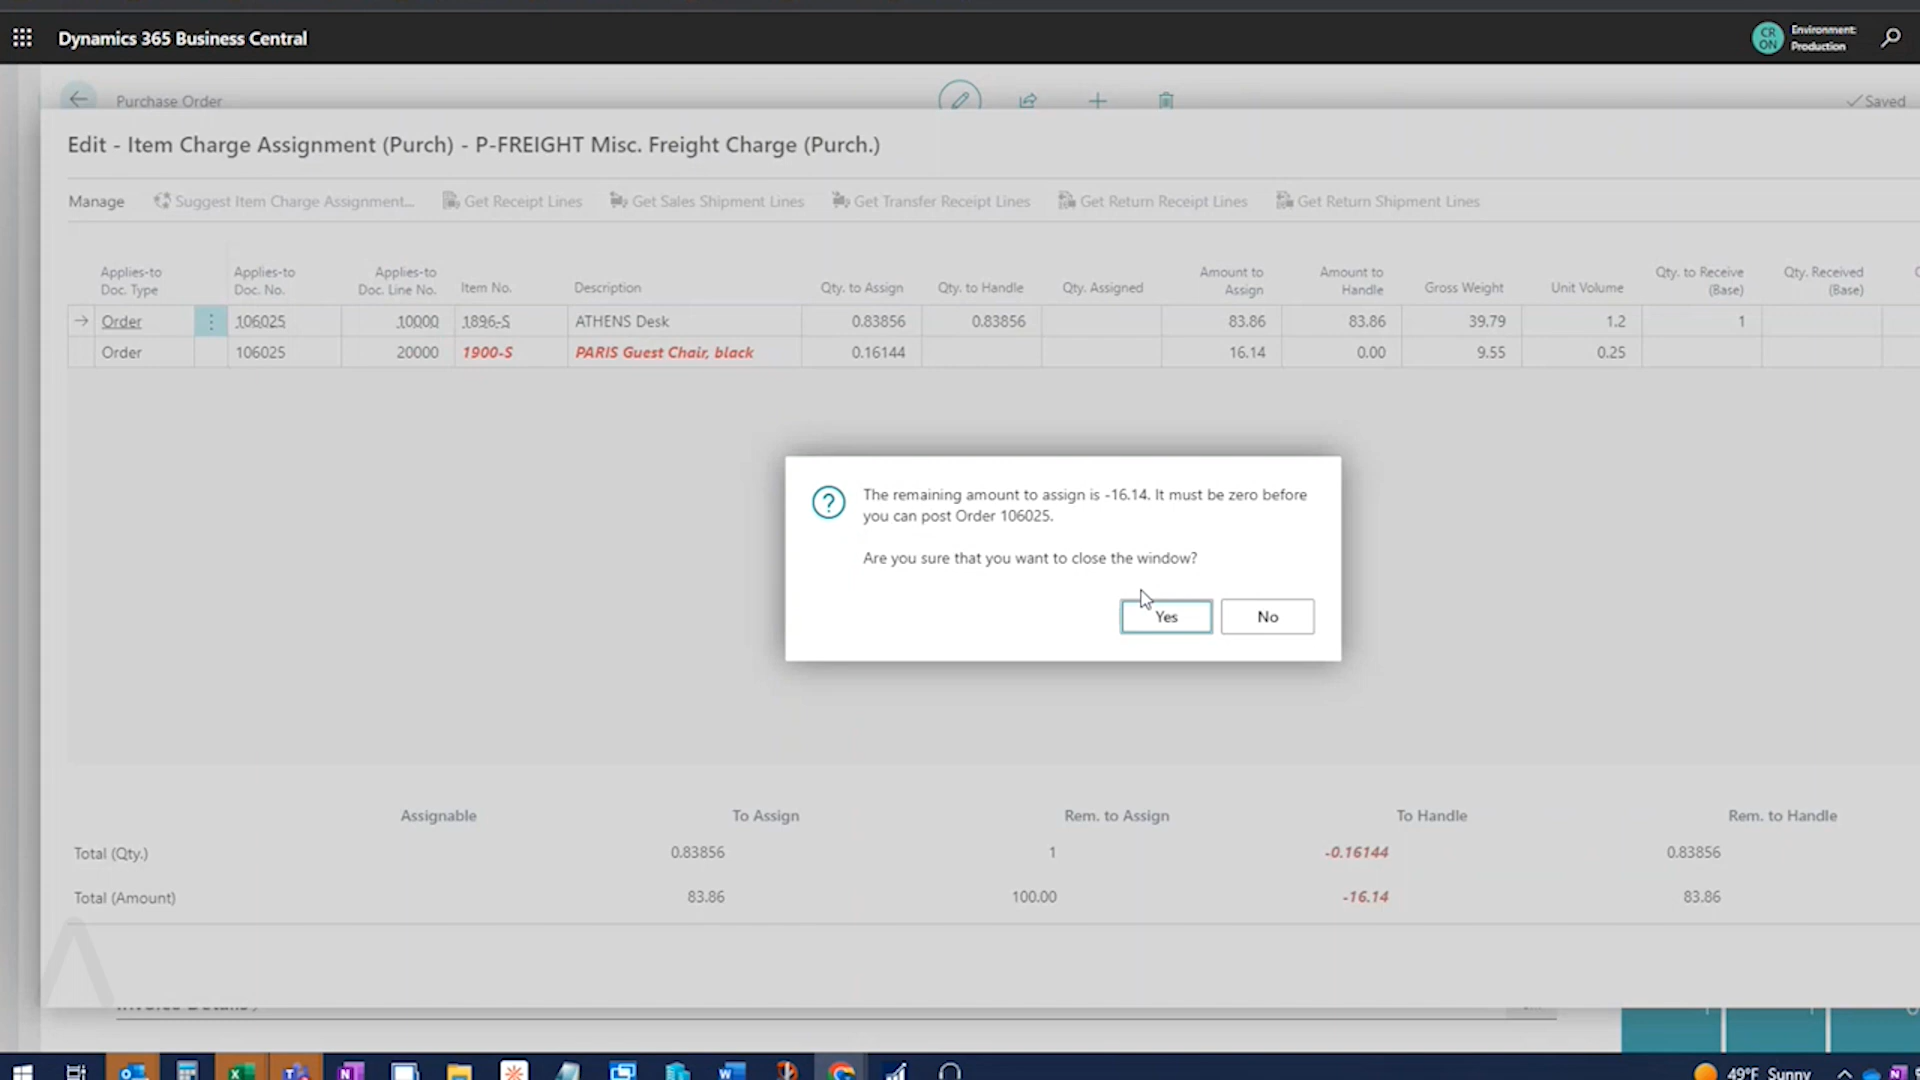 Dynamics 365 Business Central
CR
ON
Environment:
Production
Purchase Order
Saved
Edit - Item Charge Assignment (Purch) - P-FREIGHT Misc. Freight Charge (Purch.)
Manage Suggest Item Charge Assignment... Get Receipt Lines Get Sales Shipment Lines Get Transfer Receipt Lines Get Return Receipt Lines Get Return Shipment Lines
Applies-to Applies-to Applies-to Amount to Amount to Qty. to Receive Qty. Received
Doc. Type Doc. No. Doc. Line No. Item No. Description Qty. to Assign Qty. to Handle Qty. Assigned Assign Handle Gross Weight Unit Volume (Base) (Base)
Order 106025 10000 1896-S ATHENS Desk 0.83856 0.83856 83.86 83.86 39.79 1.2 1
Order 106025 20000 1900-S PARIS Guest Chair, black 0.16144 16.14 0.00 9.55 0.25
The remaining amount to assign is -16.14. It must be zero before
you can post Order 106025.
Are you sure that you want to close the window?
Yes No
Assignable To Assign Rem. to Assign To Handle Rem. to Handle
Total (Qty.) 0.83856 1 -0.16144 0.83856
Total (Amount) 83.86 100.00 -16.14 83.86
49°F Sunny